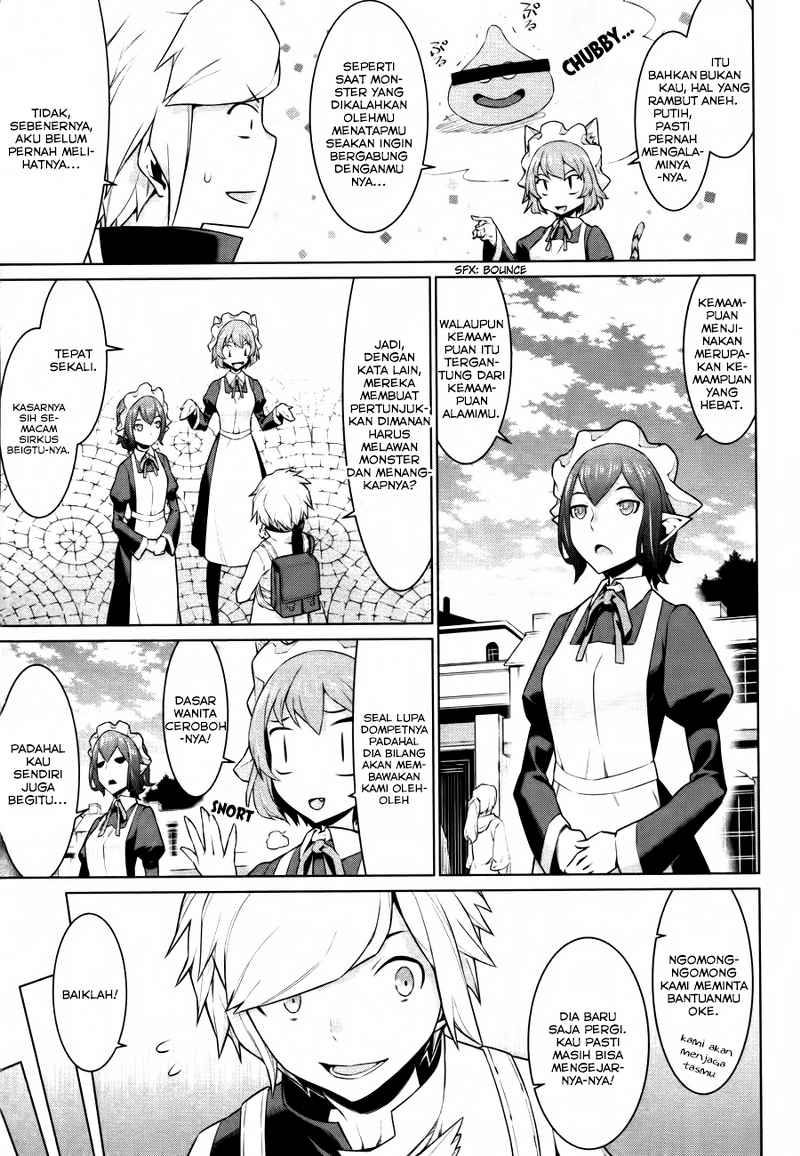 ITU
BAHKAN BUKAN
KAU, HAL YANG
RAMBUT ANEH.
PUTIH,
PASTI
PERNAH
MENGALA-
MINYA
-NYA.
CHUBBY...
ぷる
ぷる
SEPERTI
SAAT MON-
STER YANG
DIKALAHKAN
OLEHMU
MENATAPMU
SEAKAN INGIN
BERGABUNG
DENGANMU
NYA...
TIDAK,
SEBENERNYA,
AKU BELUM
PERNAH MELI-
HATNYA...
SFX: BOUNCE
KEMAM-
PUAN
MENJI-
NAKAN
MERUPA-
KAN KE-
MAMPUAN
YANG
HEBAT.
WALAUPUN
KEMAM-
PUAN ITU
TERGAN-
TUNG DARI
KEMAM-
PUAN
ALAMIMU.
JADI,
DENGAN
KATA LAIN,
MEREKA
MEMBUAT
PERTUNJUK-
KKAN DIMANAN
HARUS
MELAWAN
MONSTER
DAN MENANG-
KAPNYA?
TEPAT
SEKALI.
KASARNYA
SIH SE-
MACAM
SIRKUS
BEIGTU-NYA.
SEAL LUPA
DOMPETNYA
PADAHAL
DIA BILANG
AKAN MEM-
BAWAKAN
KAMI OLEH-
OLEH
DASAR
WANITA
CEROBOH
-NYA!
SNORT
PADAHAL
KAU
SENDIRI
JUGA
BEGITU...
NGOMONG-
NGOMONG
KAMI MEMINTA
BANTUANMU
OKE.
kami akan
menjaga
tasmu
DIA BARU
SAJA PERGI.
KAU PASTI
MASIH BISA
MENGEJAR-
NYA-NYA!
BAIKLAH!